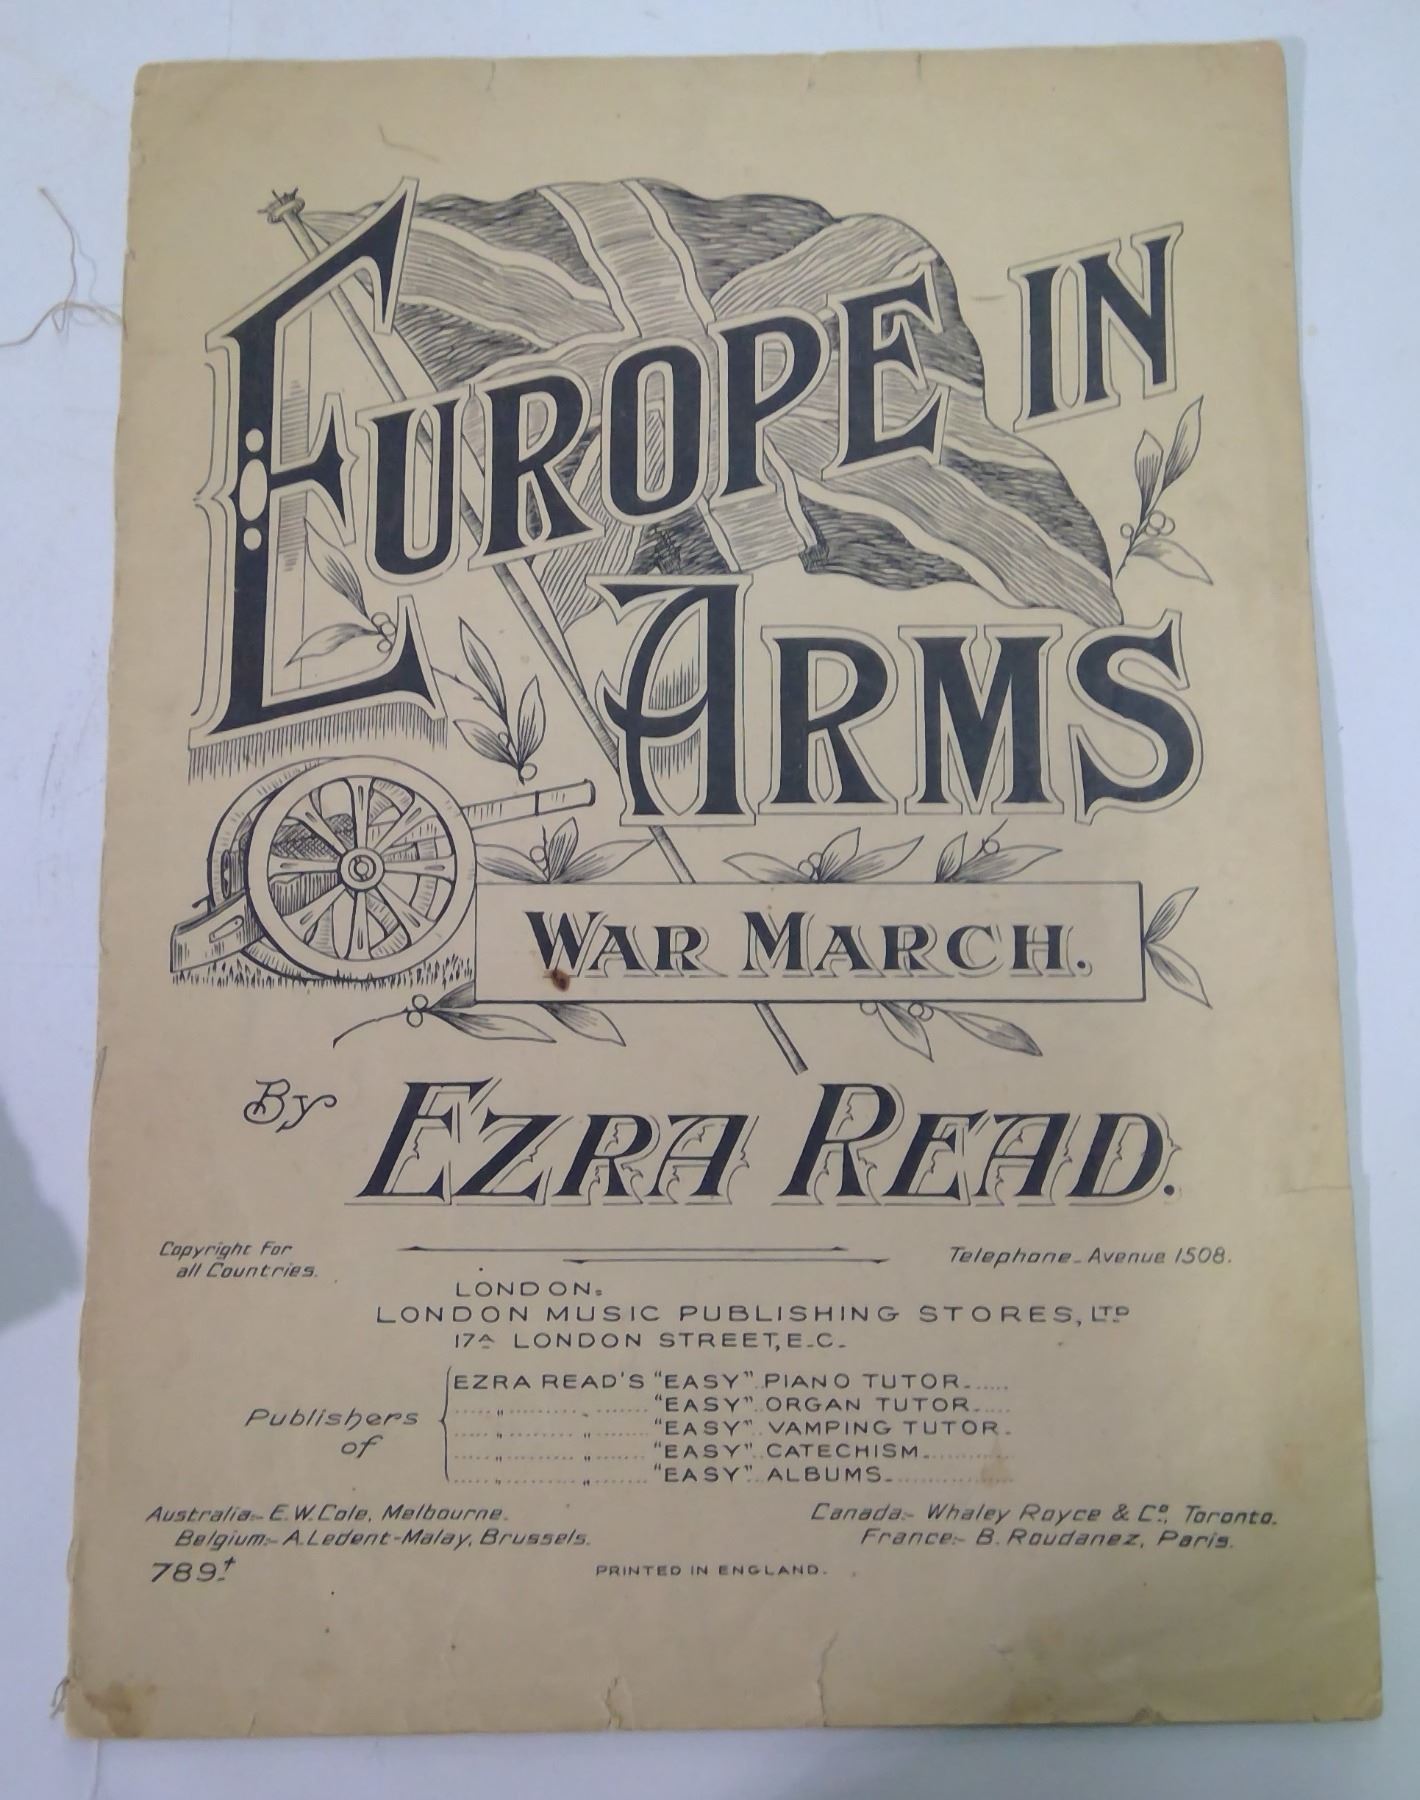 EUROPE IN
ARMS
WAR MARCH.
By EZRA READ.
Copyright For
all Countries.
Telephone - Avenue 1508.
LONDON.
LONDON MUSIC PUBLISHING STORES, LTD
17A LONDON STREET, E.C.
Publishers
of
EZRA READ'S "EASY" PIANO TUTOR.......
..... " .......... " ....... "EASY" ORGAN TUTOR......
..... " .......... " ....... "EASY" VAMPING TUTOR.
..... " .......... " ....... "EASY" CATECHISM.............
..... " .......... " ....... "EASY" ALBUMS..................
Australia:- E.W. Cole, Melbourne.
Belgium:- A. Ledent-Malay, Brussels.
Canada:- Whaley Royce & Co., Toronto.
France:- B. Roudanez, Paris.
789†
PRINTED IN ENGLAND.